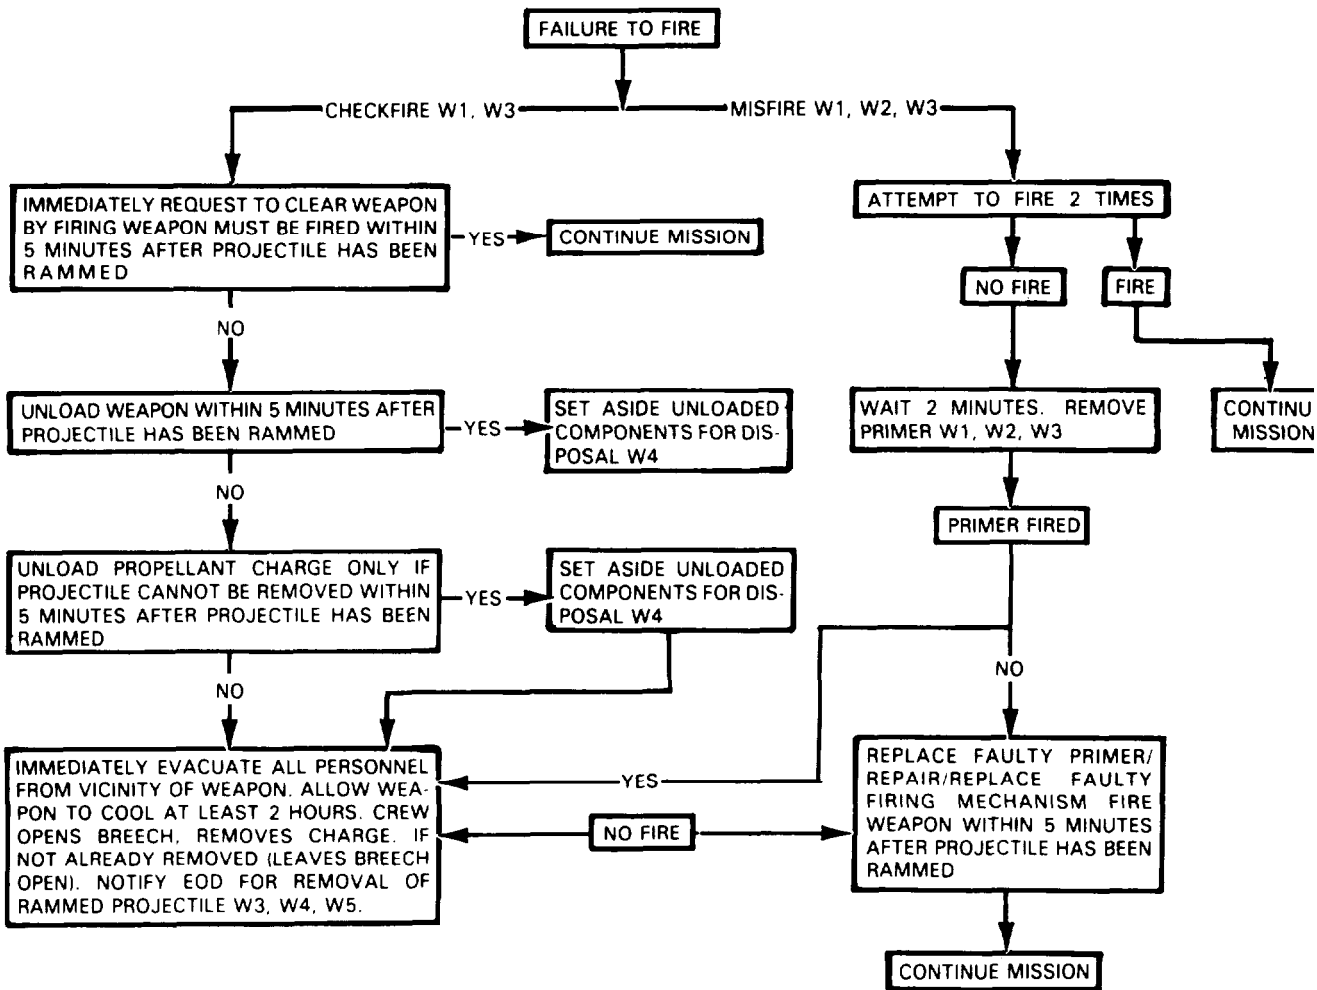 FAILURE TO FIRE
CHECKFIRE W1, W3
MISFIRE W1, W2, W3
IMMEDIATELY REQUEST TO CLEAR WEAPON
BY FIRING WEAPON MUST BE FIRED WITHIN
5 MINUTES AFTER PROJECTILE HAS BEEN
RAMMED
YES
CONTINUE MISSION
ATTEMPT TO FIRE 2 TIMES
NO FIRE
FIRE
NO
UNLOAD WEAPON WITHIN 5 MINUTES AFTER
PROJECTILE HAS BEEN RAMMED
YES
SET ASIDE UNLOADED
COMPONENTS FOR DIS-
POSAL W4
WAIT 2 MINUTES. REMOVE
PRIMER W1, W2, W3
CONTINU
MISSION
NO
PRIMER FIRED
UNLOAD PROPELLANT CHARGE ONLY IF
PROJECTILE CANNOT BE REMOVED WITHIN
5 MINUTES AFTER PROJECTILE HAS BEEN
RAMMED
YES
SET ASIDE UNLOADED
COMPONENTS FOR DIS-
POSAL W4
NO
NO
IMMEDIATELY EVACUATE ALL PERSONNEL
FROM VICINITY OF WEAPON. ALLOW WEA-
PON TO COOL AT LEAST 2 HOURS. CREW
OPENS BREECH, REMOVES CHARGE. IF
NOT ALREADY REMOVED (LEAVES BREECH
OPEN). NOTIFY EOD FOR REMOVAL OF
RAMMED PROJECTILE W3, W4, W5.
YES
NO FIRE
REPLACE FAULTY PRIMER/
REPAIR/REPLACE FAULTY
FIRING MECHANISM FIRE
WEAPON WITHIN 5 MINUTES
AFTER PROJECTILE HAS BEEN
RAMMED
CONTINUE MISSION